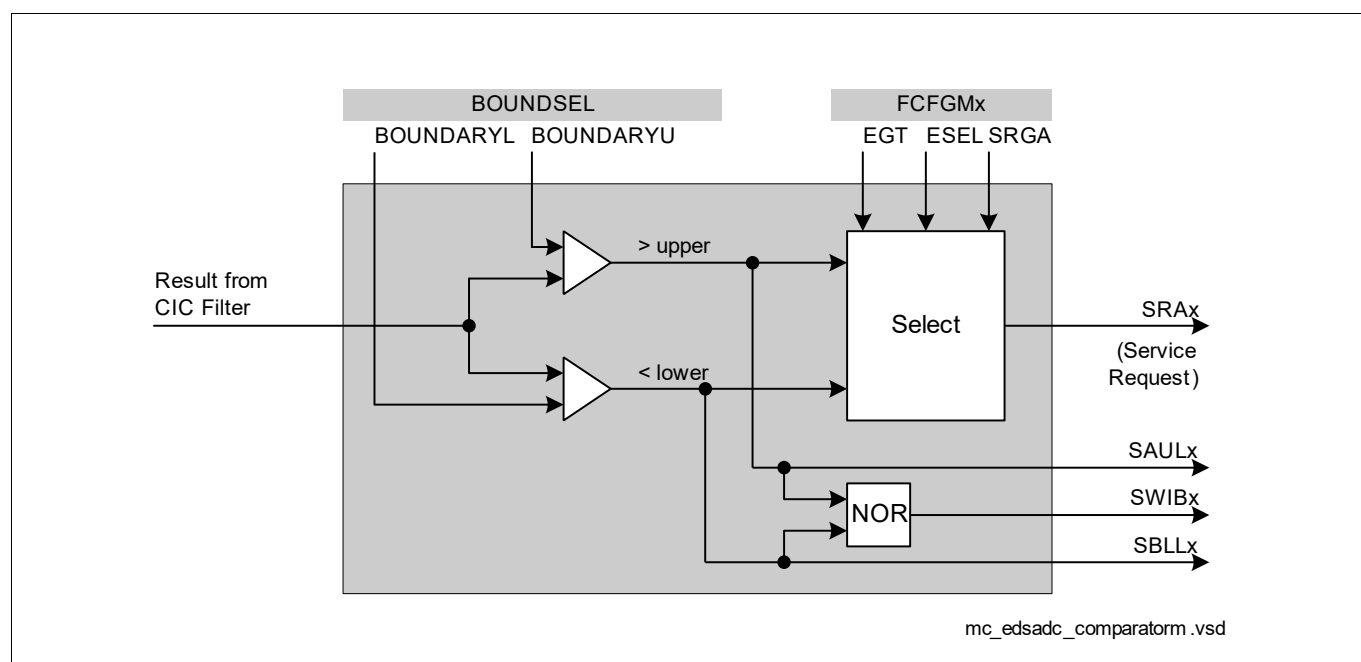 BOUNDSEL
FCFGMx
BOUNDARYL BOUNDARYU
EGT ESEL SRGA
> upper
Result from
CIC Filter
Select
SRAx
(Service
Request)
< lower
SAULx
NOR
SWIBx
SBLLx
mc_edsadc_comparatorm.vsd